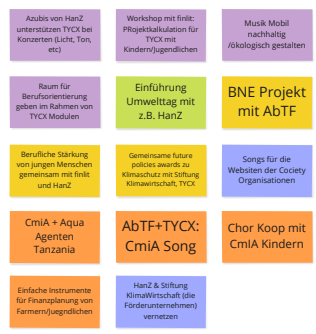 Azubis von HanZ
unterstützen TYCX bei
Konzerten (Licht, Ton,
etc)
Workshop mit finlit:
PRojektkalkulation für
TYCX mit
Kindern/Jugendlichen
Musik Mobil
nachhaltig
/ökologisch gestalten
Raum für
Berufsorientierung
geben im Rahmen von
TYCX Modulen
Einführung
Umwelttag mit
z.B. HanZ
BNE Projekt
mit AbTF
Berufliche Stärkung
von jungen Menschen
gemeinsam mit finlit
und HanZ
Gemeinsame future
policies awards zu
Klimaschutz mit Stiftung
Klimawirtschaft, TYCX
Songs für die
Websiten der Cociety
Organisationen
CmiA + Aqua
Agenten
Tanzania
AbTF+TYCX:
CmiA Song
Chor Koop mit
CmIA Kindern
Einfache Instrumente
für Finanzplanung von
Farmern/Juegndlichen
HanZ & Stiftung
KlimaWirtschaft (die
Förderunternehmen)
vernetzen